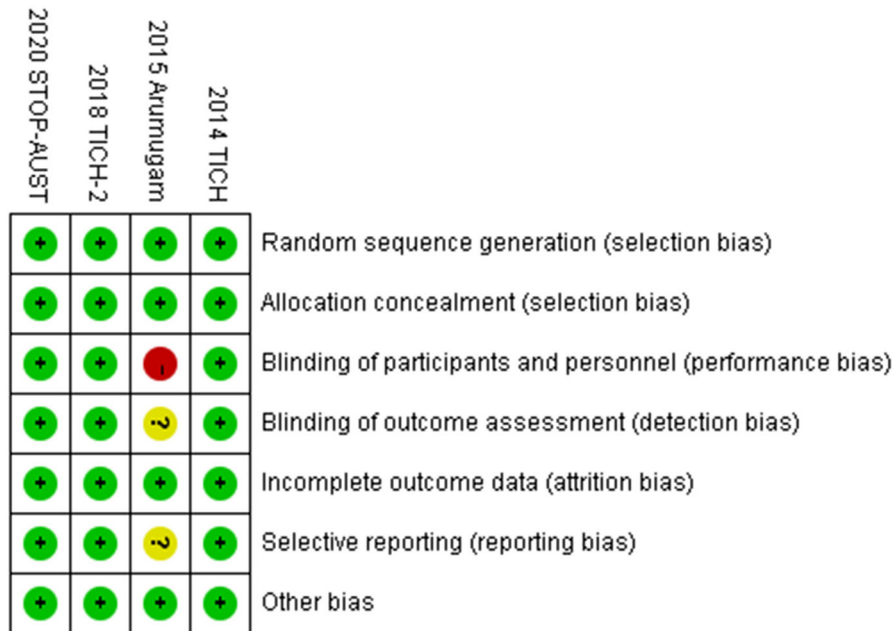 2020 STOP-AUST
2018 TICH-2
2015 Arumugam
2014 TICH
+ + + + Random sequence generation (selection bias)
+ + + + Allocation concealment (selection bias)
+ + - + Blinding of participants and personnel (performance bias)
+ + ? + Blinding of outcome assessment (detection bias)
+ + + + Incomplete outcome data (attrition bias)
+ + ? + Selective reporting (reporting bias)
+ + + + Other bias